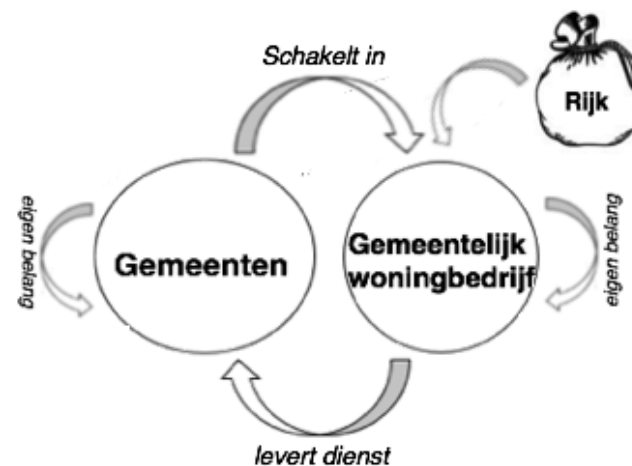 Schakelt in
Rijk
eigen belang
Gemeenten
Gemeentelijk
woningbedrijf
eigen belang
levert dienst